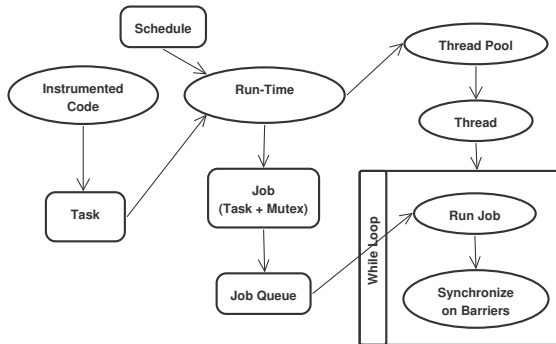 Schedule
Thread Pool
Instrumented
Code
Run-Time
Thread
Job
(Task + Mutex)
Task
Run Job
While Loop
Job Queue
Synchronize
on Barriers